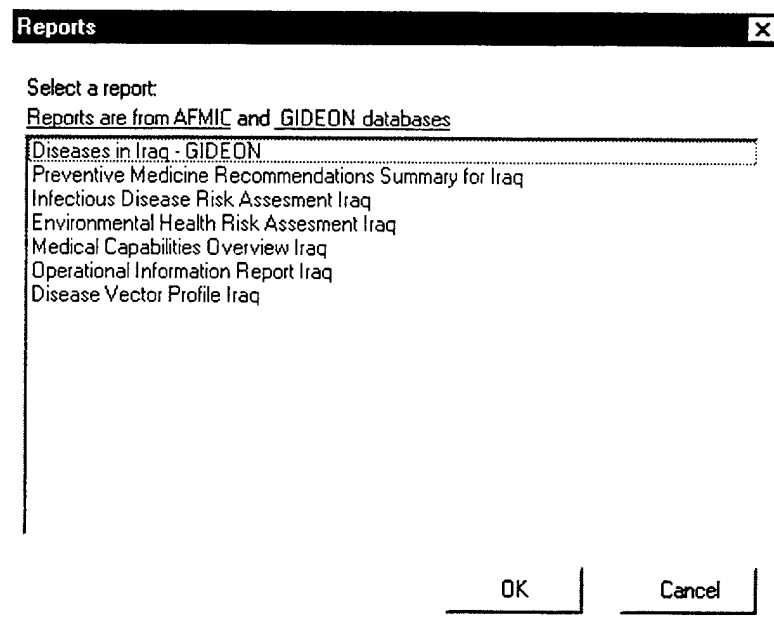 Reports
Select a report:
Reports are from AFMIC and GIDEON databases
Diseases in Iraq - GIDEON
Preventive Medicine Recommendations Summary for Iraq
Infectious Disease Risk Assesment Iraq
Environmental Health Risk Assesment Iraq
Medical Capabilities Overview Iraq
Operational Information Report Iraq
Disease Vector Profile Iraq
OK Cancel